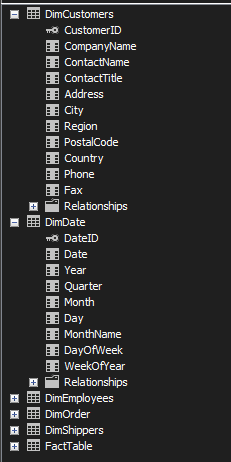 DimCustomers
CustomerID
CompanyName
ContactName
ContactTitle
Address
City
Region
PostalCode
Country
Phone
Fax
Relationships
DimDate
DateID
Date
Year
Quarter
Month
Day
MonthName
DayOfWeek
WeekOfYear
Relationships
DimEmployees
DimOrder
DimShippers
FactTable